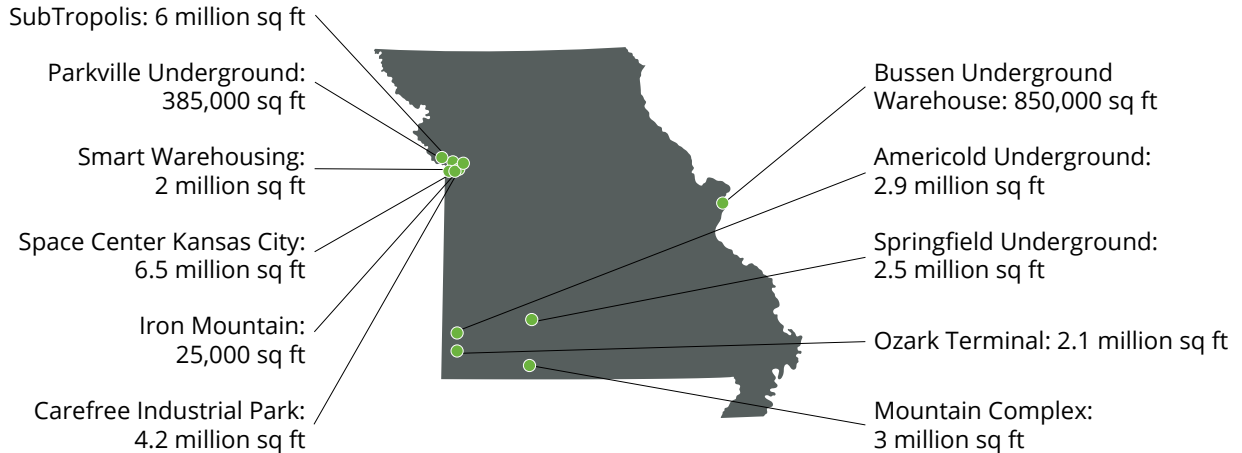 SubTropolis: 6 million sq ft
Parkville Underground:
385,000 sq ft
Smart Warehousing:
2 million sq ft
Space Center Kansas City:
6.5 million sq ft
Iron Mountain:
25,000 sq ft
Carefree Industrial Park:
4.2 million sq ft
Bussen Underground
Warehouse: 850,000 sq ft
Americold Underground:
2.9 million sq ft
Springfield Underground:
2.5 million sq ft
Ozark Terminal: 2.1 million sq ft
Mountain Complex:
3 million sq ft